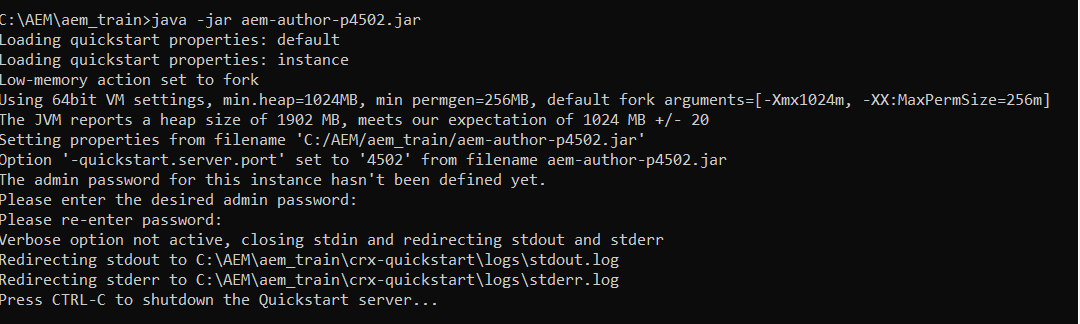 C:\AEM\aem_train>java -jar aem-author-p4502.jar
Loading quickstart properties: default
Loading quickstart properties: instance
Low-memory action set to fork
Using 64bit VM settings, min.heap=1024MB, min permgen=256MB, default fork arguments=[-Xmx1024m, -XX:MaxPermSize=256m]
The JVM reports a heap size of 1902 MB, meets our expectation of 1024 MB +/- 20
Setting properties from filename 'C:/AEM/aem_train/aem-author-p4502.jar'
Option '-quickstart.server.port' set to '4502' from filename aem-author-p4502.jar
The admin password for this instance hasn't been defined yet.
Please enter the desired admin password:
Please re-enter password:
Verbose option not active, closing stdin and redirecting stdout and stderr
Redirecting stdout to C:\AEM\aem_train\crx-quickstart\logs\stdout.log
Redirecting stderr to C:\AEM\aem_train\crx-quickstart\logs\stderr.log
Press CTRL-C to shutdown the Quickstart server...